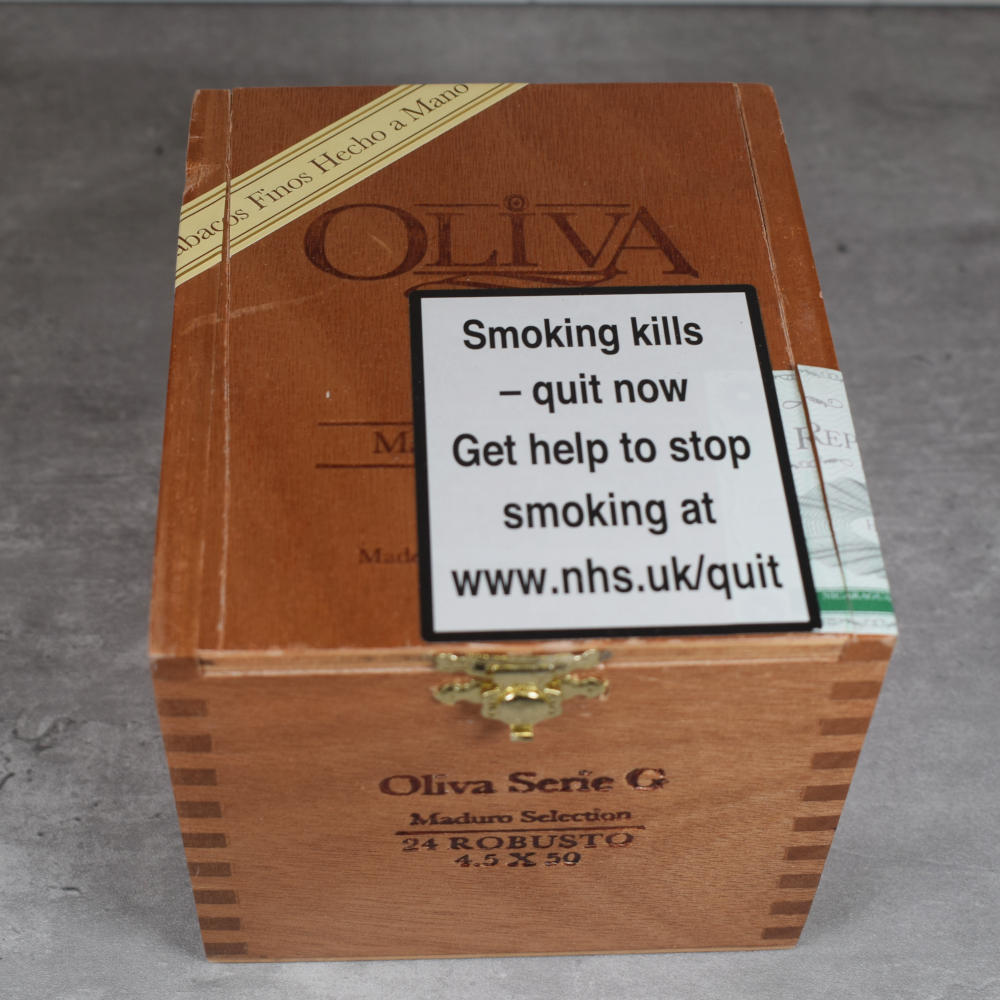 abacos Finos Hecho a Mano
OLIVA
Smoking kills
– quit now
Get help to stop
smoking at
www.nhs.uk/quit
Oliva Serie G
Maduro Selection
24 ROBUSTO
4.5 X 50